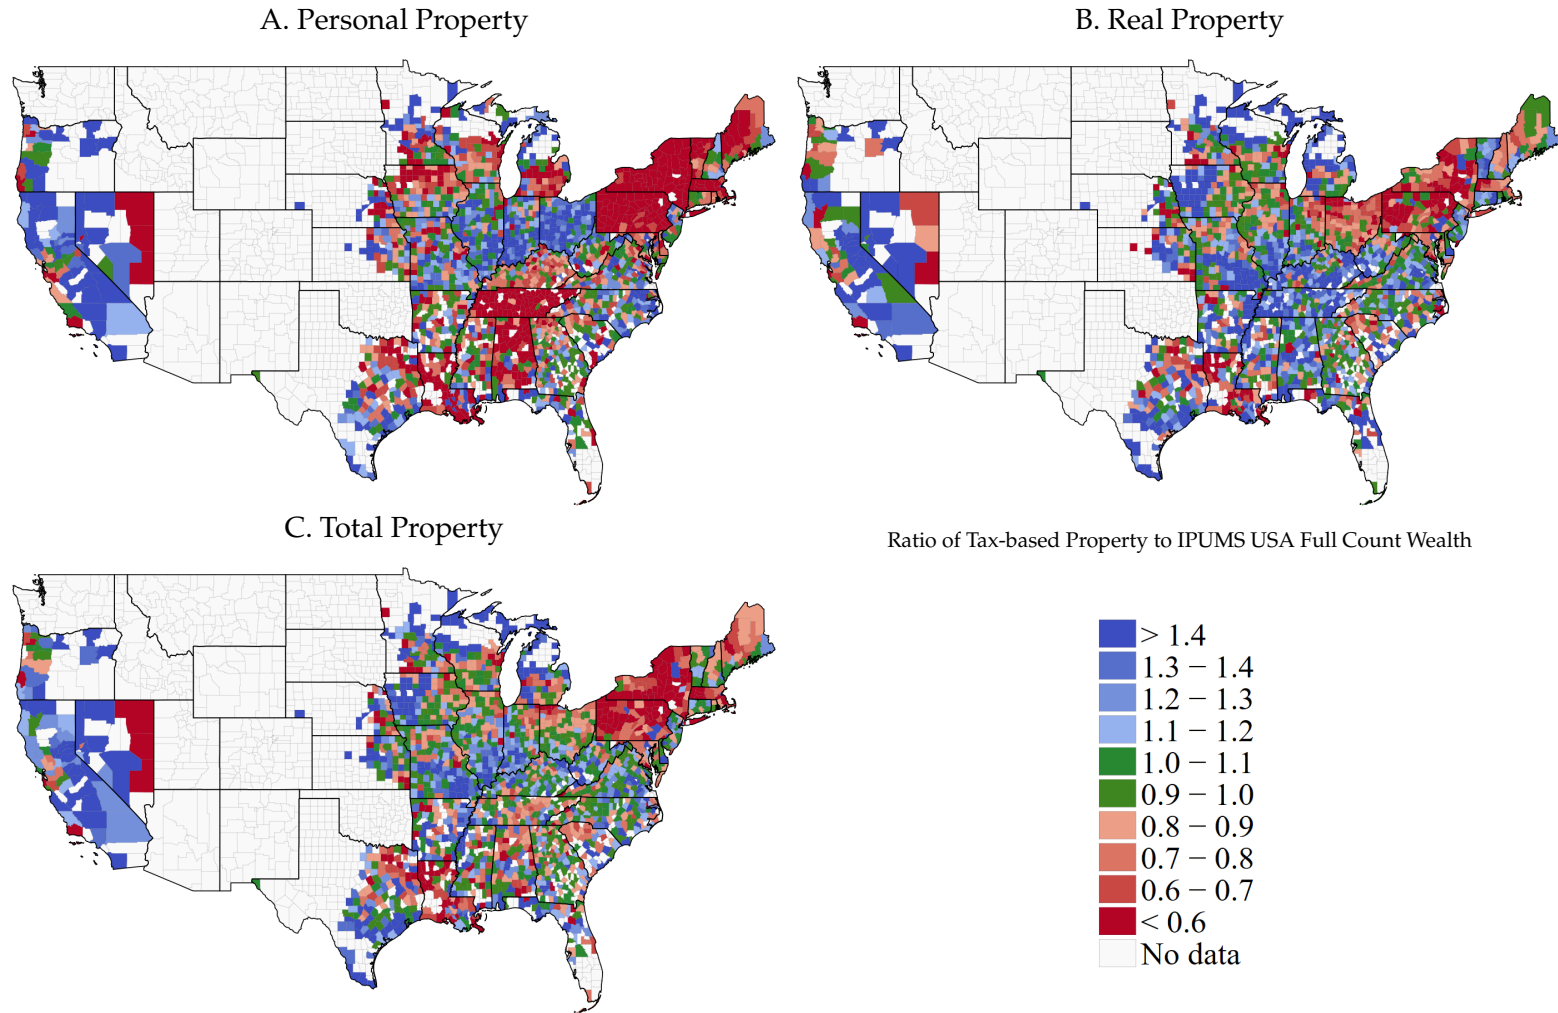 A. Personal Property
B. Real Property
C. Total Property
Ratio of Tax-based Property to IPUMS USA Full Count Wealth
> 1.4
1.3 − 1.4
1.2 − 1.3
1.1 − 1.2
1.0 − 1.1
0.9 − 1.0
0.8 − 0.9
0.7 − 0.8
0.6 − 0.7
< 0.6
No data